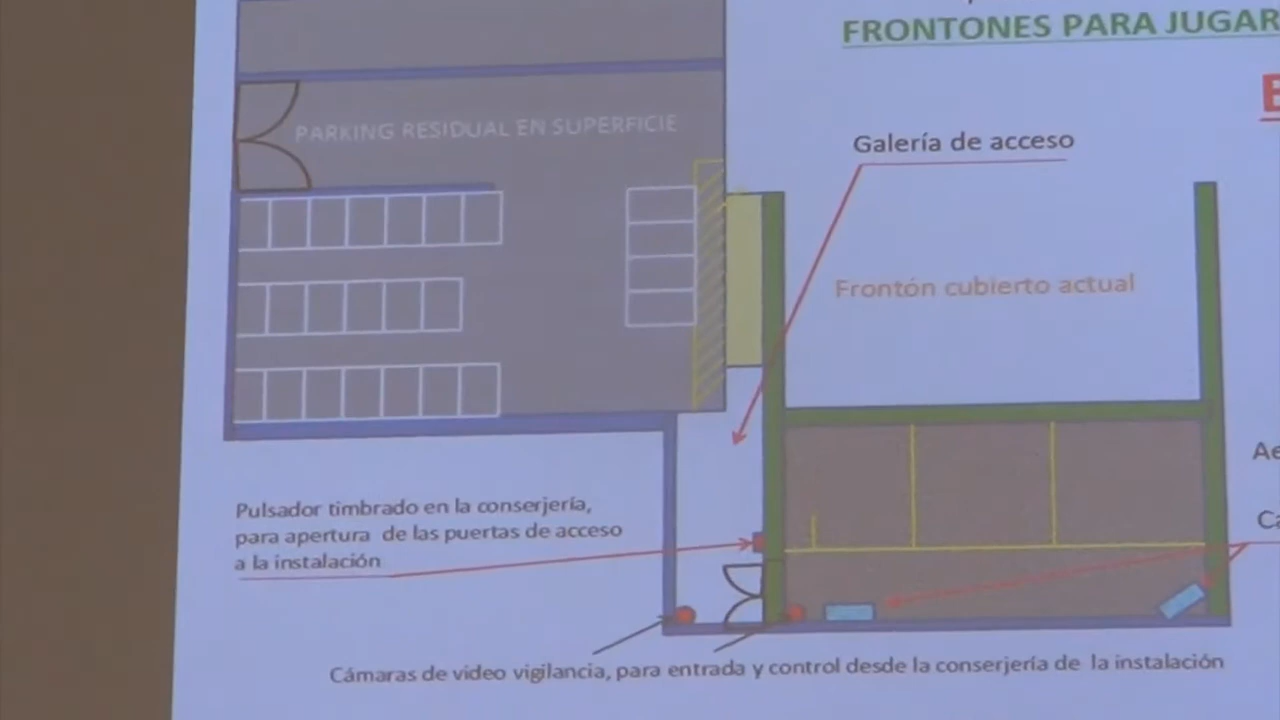 FRONTONES PARA JUGAR
PARKING RESIDUAL EN SUPERFICIE
Galería de acceso
Frontón cubierto actual
Pulsador timbrado en la conserjería,
para apertura de las puertas de acceso
a la instalación
Cámaras de video vigilancia, para entrada y control desde la conserjería de la instalación